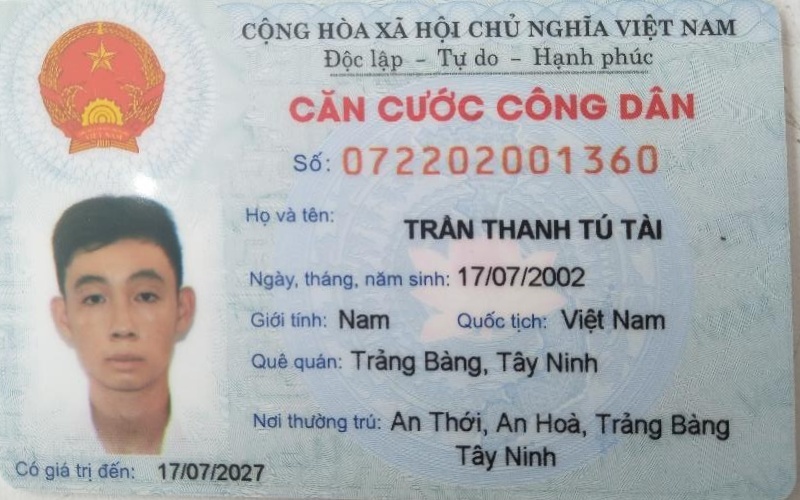 CỘNG HÒA XÃ HỘI CHỦ NGHĨA VIỆT NAM
Độc lập - Tự do - Hạnh phúc
CĂN CƯỚC CÔNG DÂN
Số: 072202001360
Họ và tên: TRẦN THANH TÚ TÀI
Ngày, tháng, năm sinh: 17/07/2002
Giới tính: Nam Quốc tịch: Việt Nam
Quê quán: Trảng Bàng, Tây Ninh
Nơi thường trú: An Thới, An Hoà, Trảng Bàng
Tây Ninh
Có giá trị đến: 17/07/2027